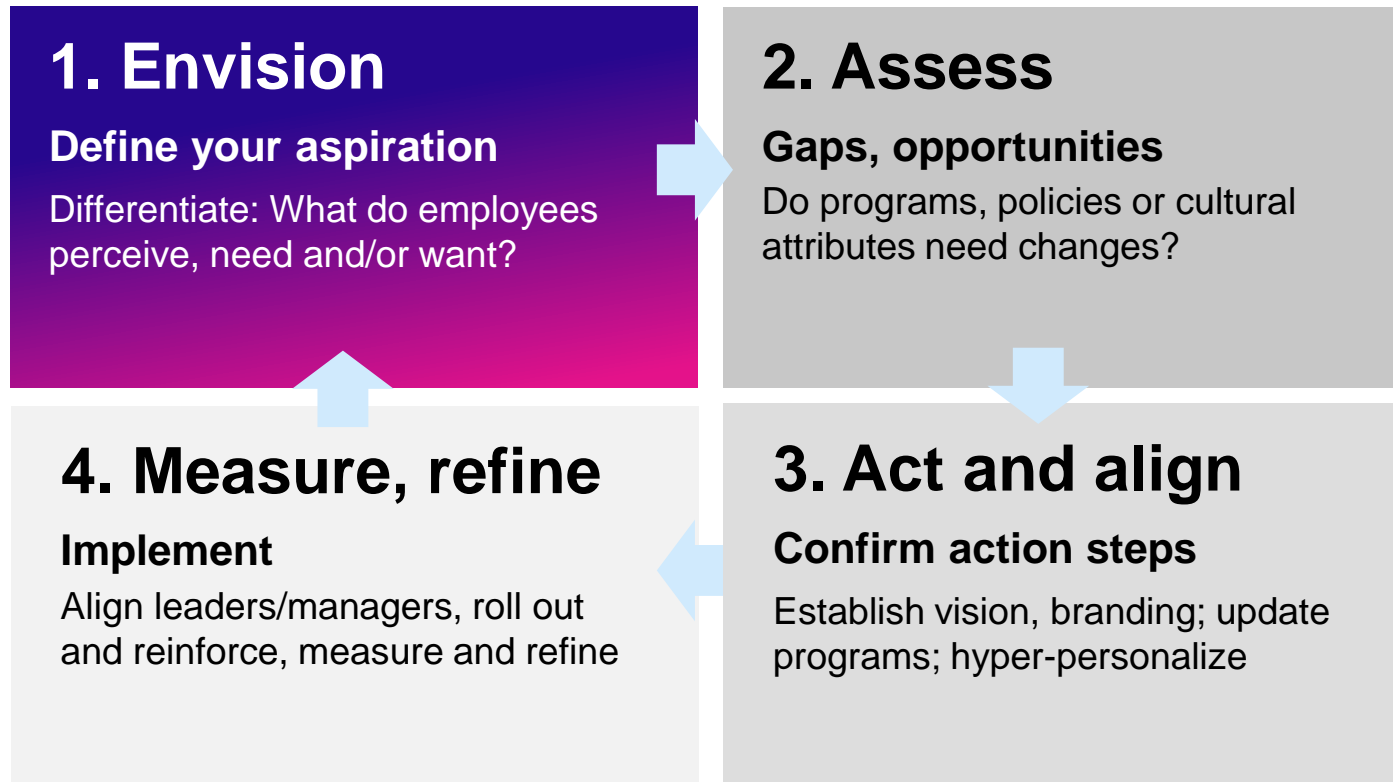 1. Envision
Define your aspiration
Differentiate: What do employees
perceive, need and/or want?
2. Assess
Gaps, opportunities
Do programs, policies or cultural
attributes need changes?
3. Act and align
Confirm action steps
Establish vision, branding; update
programs; hyper-personalize
4. Measure, refine
Implement
Align leaders/managers, roll out
and reinforce, measure and refine